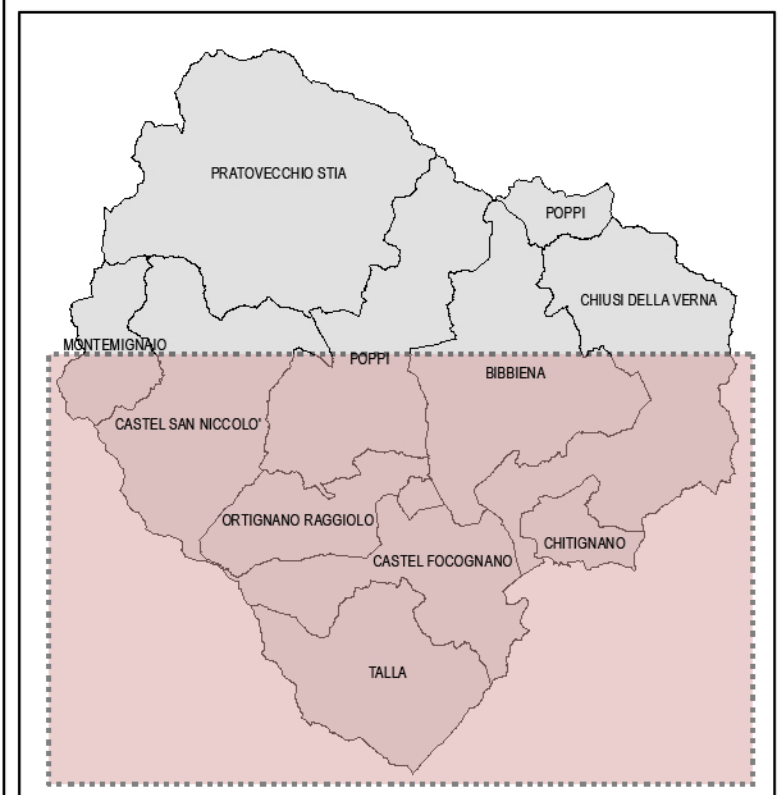 PRATOVECCHIO STIA
POPPI
CHIUSI DELLA VERNA
MONTEMIGNAIO
POPPI
BIBBIENA
CASTEL SAN NICCOLO'
ORTIGNANO RAGGIOLO
CHITIGNANO
CASTEL FOCOGNANO
TALLA